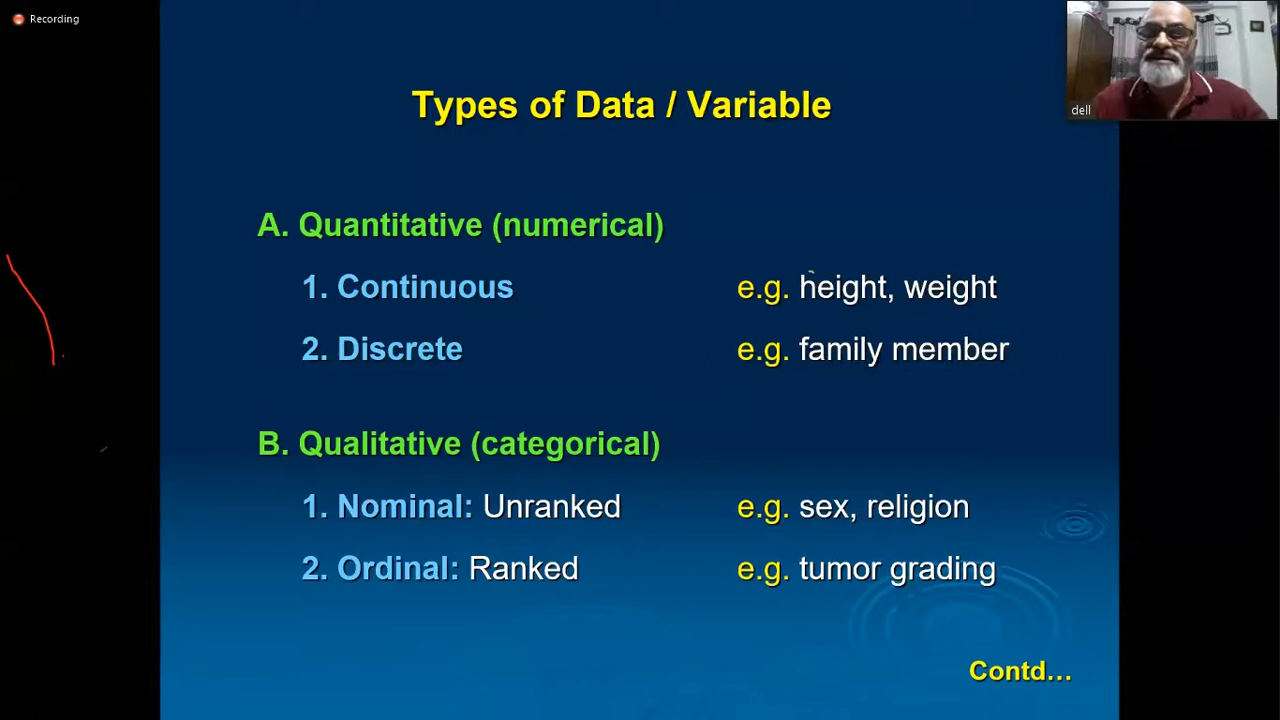 Recording
dell
Types of Data / Variable
A. Quantitative (numerical)
1. Continuous e.g. height, weight
2. Discrete e.g. family member
B. Qualitative (categorical)
1. Nominal: Unranked e.g. sex, religion
2. Ordinal: Ranked e.g. tumor grading
Contd...